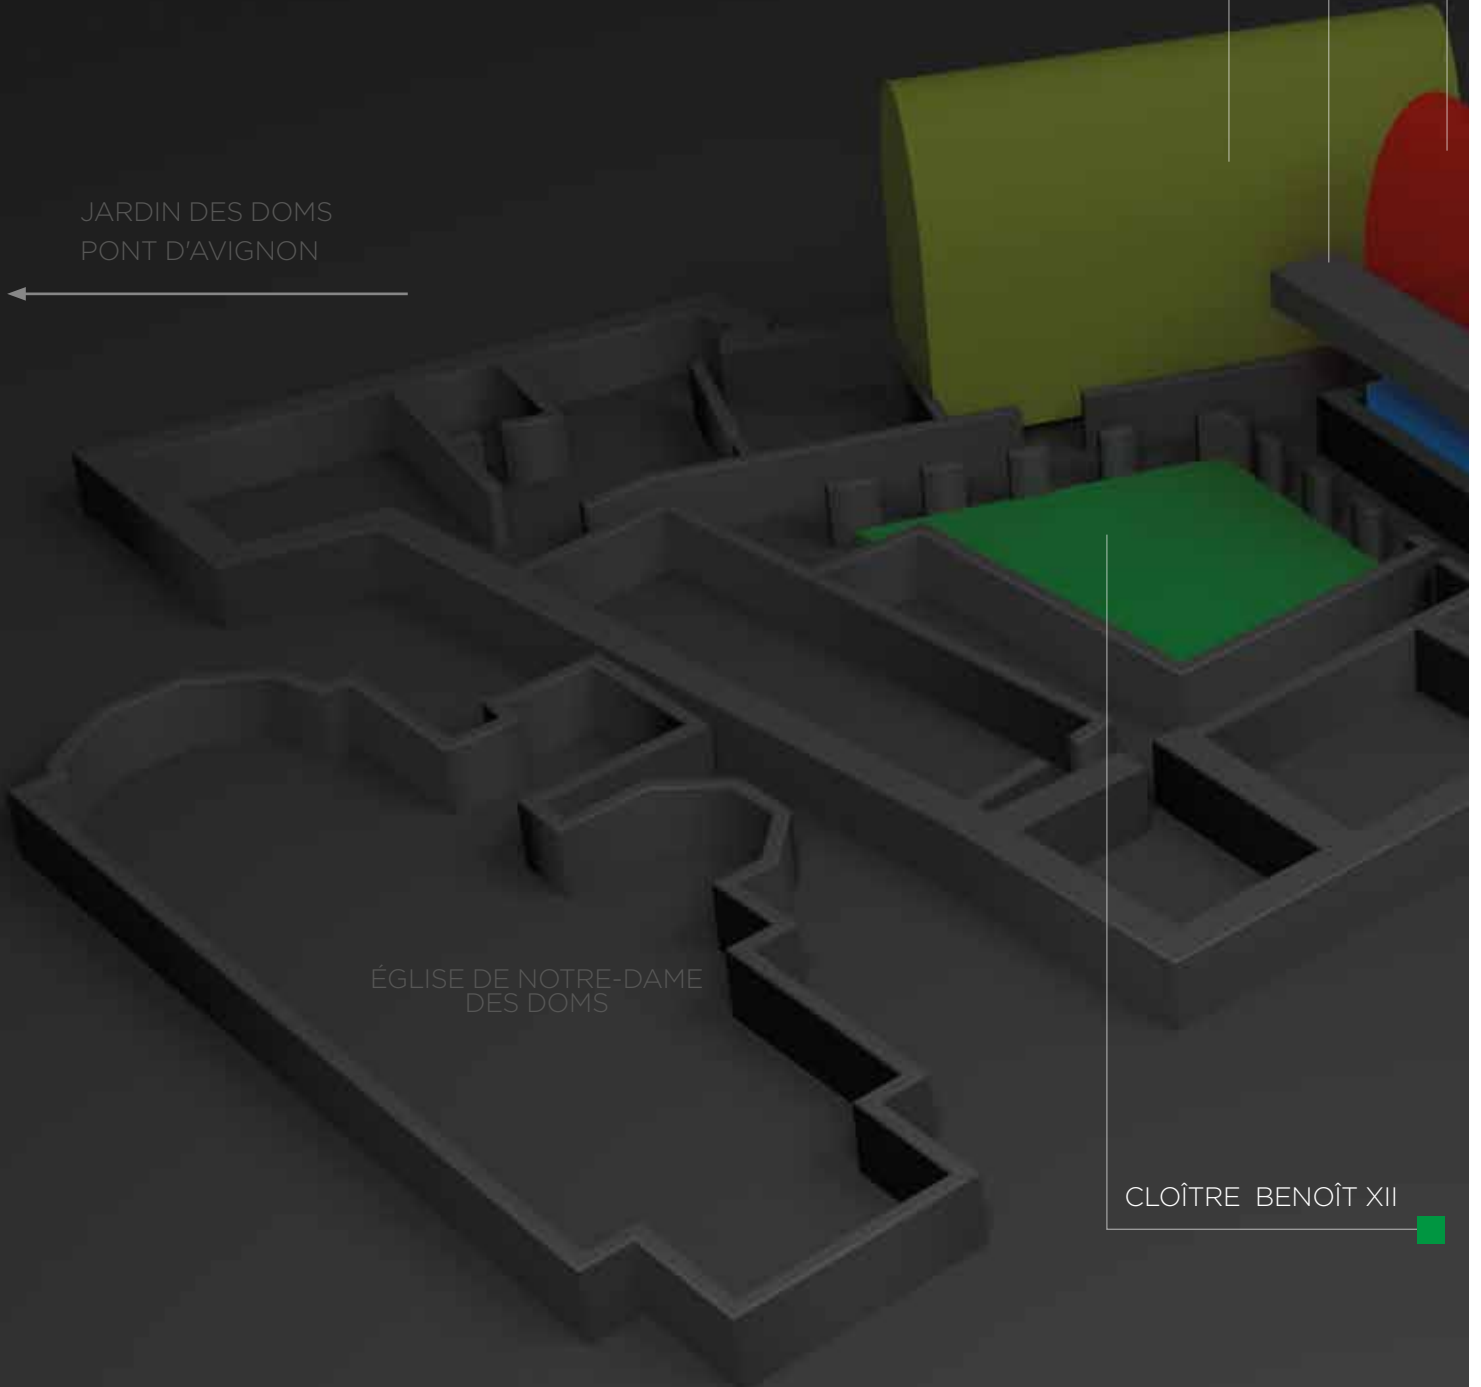 JARDIN DES DOMS
PONT D'AVIGNON
ÉGLISE DE NOTRE-DAME
DES DOMS
CLOÎTRE BENOÎT XII